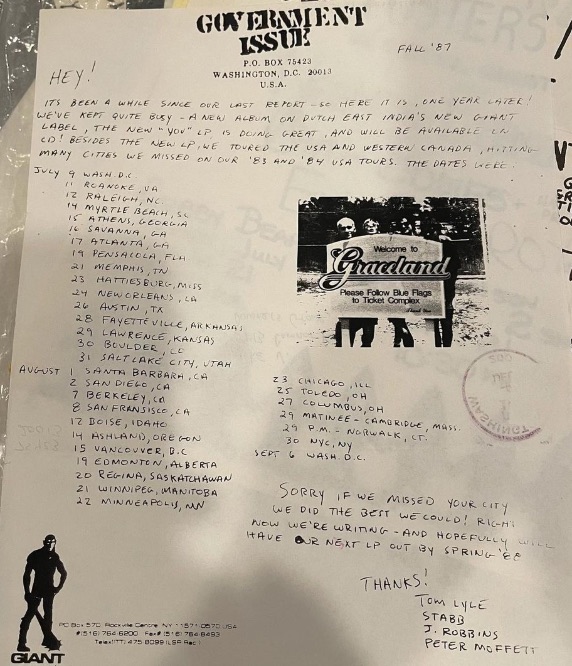 GOVERNMENT
ISSUE
P.O. BOX 75423
WASHINGTON, D.C. 20013
U.S.A.
FALL '87
HEY!
ITS BEEN A WHILE SINCE OUR LAST REPORT - SO HERE IT IS, ONE YEAR LATER!
WE'VE KEPT QUITE BUSY - A NEW ALBUM ON DUTCH EAST INDIA'S NEW GIANT
LABEL, THE NEW "YOU" LP IS DOING GREAT, AND WILL BE AVAILABLE ON
CD! BESIDES THE NEW LP, WE TOURED THE USA AND WESTERN CANADA, HITTING
MANY CITIES WE MISSED ON OUR '83 AND '84 USA TOURS. THE DATES WERE:
JULY 9 WASH. D.C
11 ROANOKE, VA
12 RALEIGH, NC.
14 MYRTLE BEACH, SC
15 ATHENS, GEORGIA
16 SAVANNA, GA
17 ATLANTA, GA
19 PENSACOLA, FLA
21 MEMPHIS, TN
23 HATTIESBURG, MISS
24 NEW ORLEANS, LA
26 AUSTIN, TX
28 FAYETTEVILLE, ARKANSAS
29 LAWRENCE, KANSAS
30 BOULDER, CO
31 SALT LAKE CITY, UTAH
AUGUST 1 SANTA BARBARA, CA
2 SAN DIEGO, CA
7 BERKELEY, CA
8 SAN FRANSISCO, CA
12 BOISE, IDAHO
14 ASHLAND, OREGON
15 VANCOUVER, B.C
19 EDMONTON, ALBERTA
20 REGINA, SASKATCHAWAN
21 WINNIPEG, MANITOBA
22 MINNEAPOLIS, MN
Welcome to
Graceland
Please Follow Blue Flags
to Ticket Complex
23 CHICAGO, ILL
25 TOLEDO, OH
27 COLUMBUS, OH
29 MATINEE - CAMBRIDGE, MASS.
29 P.M. - NORWALK, CT.
30 NYC, NY
SEPT 6 WASH. D.C.
SORRY IF WE MISSED YOUR CITY
WE DID THE BEST WE COULD! RIGHT
NOW WE'RE WRITING - AND HOPEFULLY WILL
HAVE OUR NEXT LP OUT BY SPRING '88
THANKS!
TOM LYLE
STABB
J. ROBBINS
PETER MOFFETT
PO Box 570, Rockville Centre, NY 11571-0570 USA
GIANT